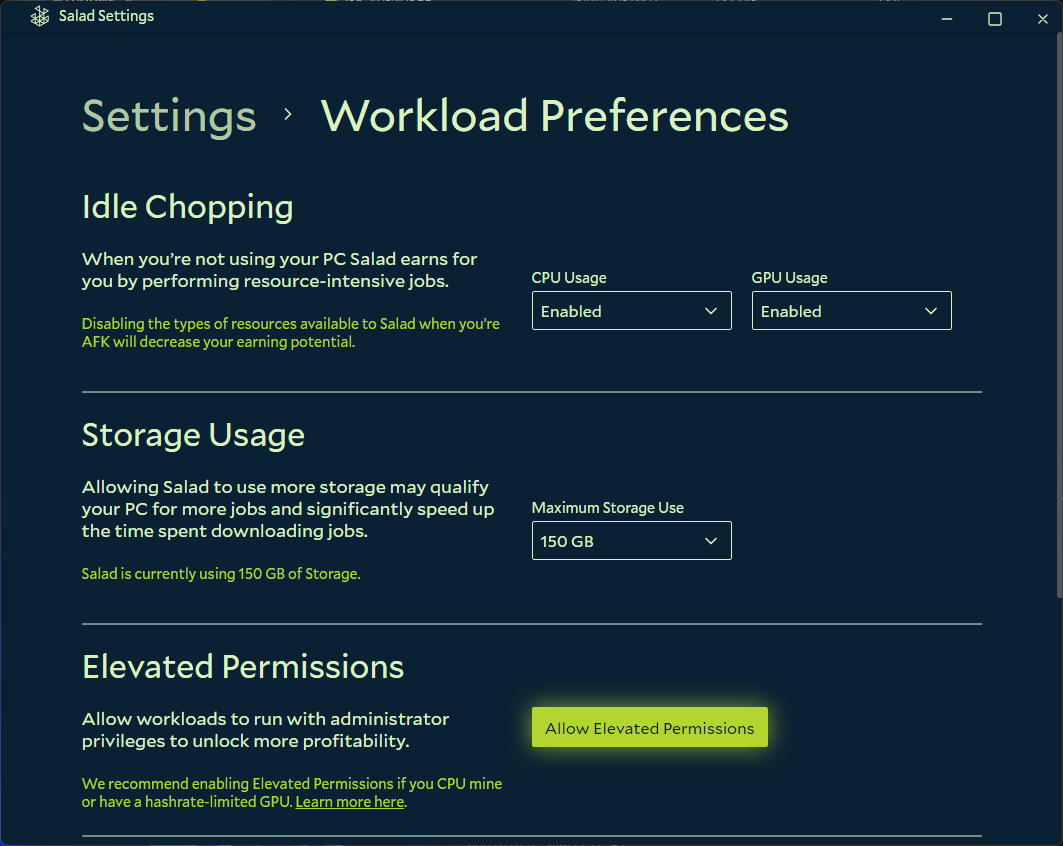 Salad Settings
Settings › Workload Preferences
Idle Chopping
When you’re not using your PC Salad earns for
you by performing resource-intensive jobs.
Disabling the types of resources available to Salad when you’re
AFK will decrease your earning potential.
CPU Usage
Enabled
GPU Usage
Enabled
Storage Usage
Allowing Salad to use more storage may qualify
your PC for more jobs and significantly speed up
the time spent downloading jobs.
Salad is currently using 150 GB of Storage.
Maximum Storage Use
150 GB
Elevated Permissions
Allow workloads to run with administrator
privileges to unlock more profitability.
We recommend enabling Elevated Permissions if you CPU mine
or have a hashrate-limited GPU. Learn more here.
Allow Elevated Permissions